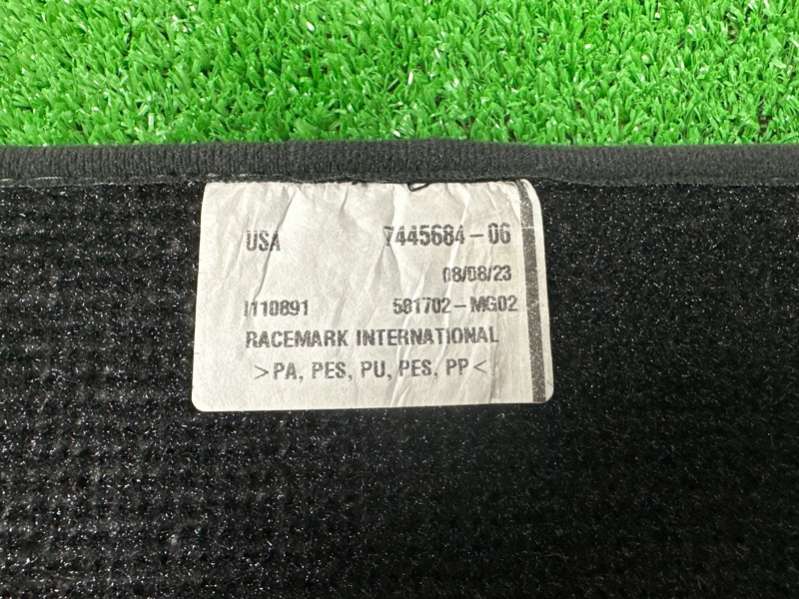 USA 7445684-06
08/08/23
I110891 581702-MG02
RACEMARK INTERNATIONAL
>PA, PES, PU, PES, PP<